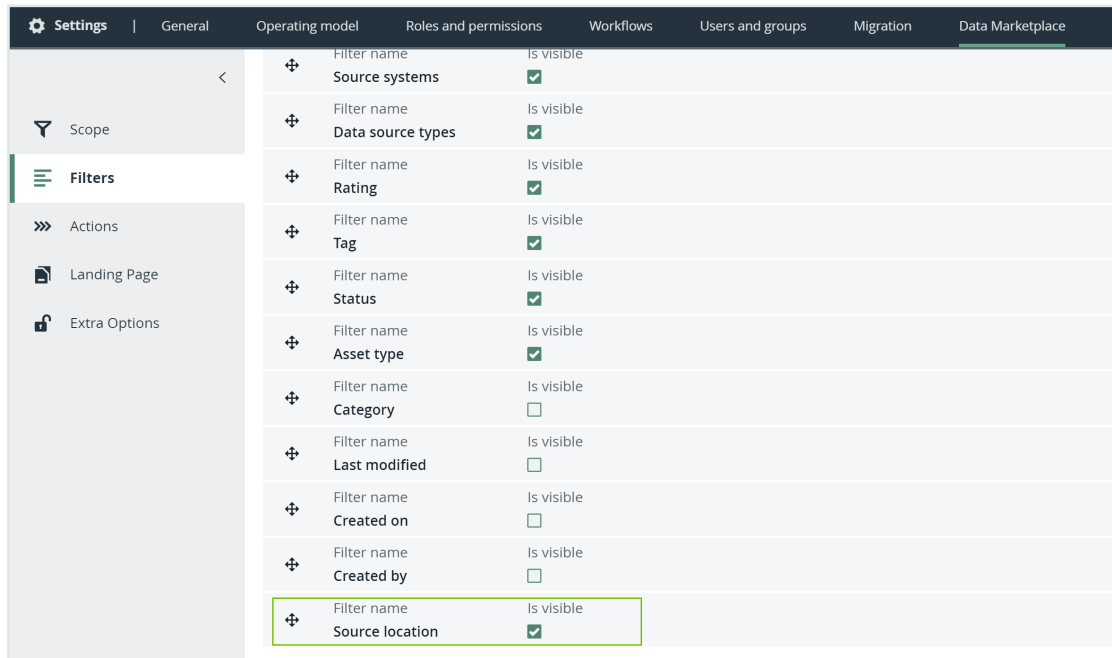 Settings | General Operating model Roles and permissions Workflows Users and groups Migration Data Marketplace
Scope
Filters
Actions
Landing Page
Extra Options
Filter name Is visible
Source systems
Filter name Is visible
Data source types
Filter name Is visible
Rating
Filter name Is visible
Tag
Filter name Is visible
Status
Filter name Is visible
Asset type
Filter name Is visible
Category
Filter name Is visible
Last modified
Filter name Is visible
Created on
Filter name Is visible
Created by
Filter name Is visible
Source location